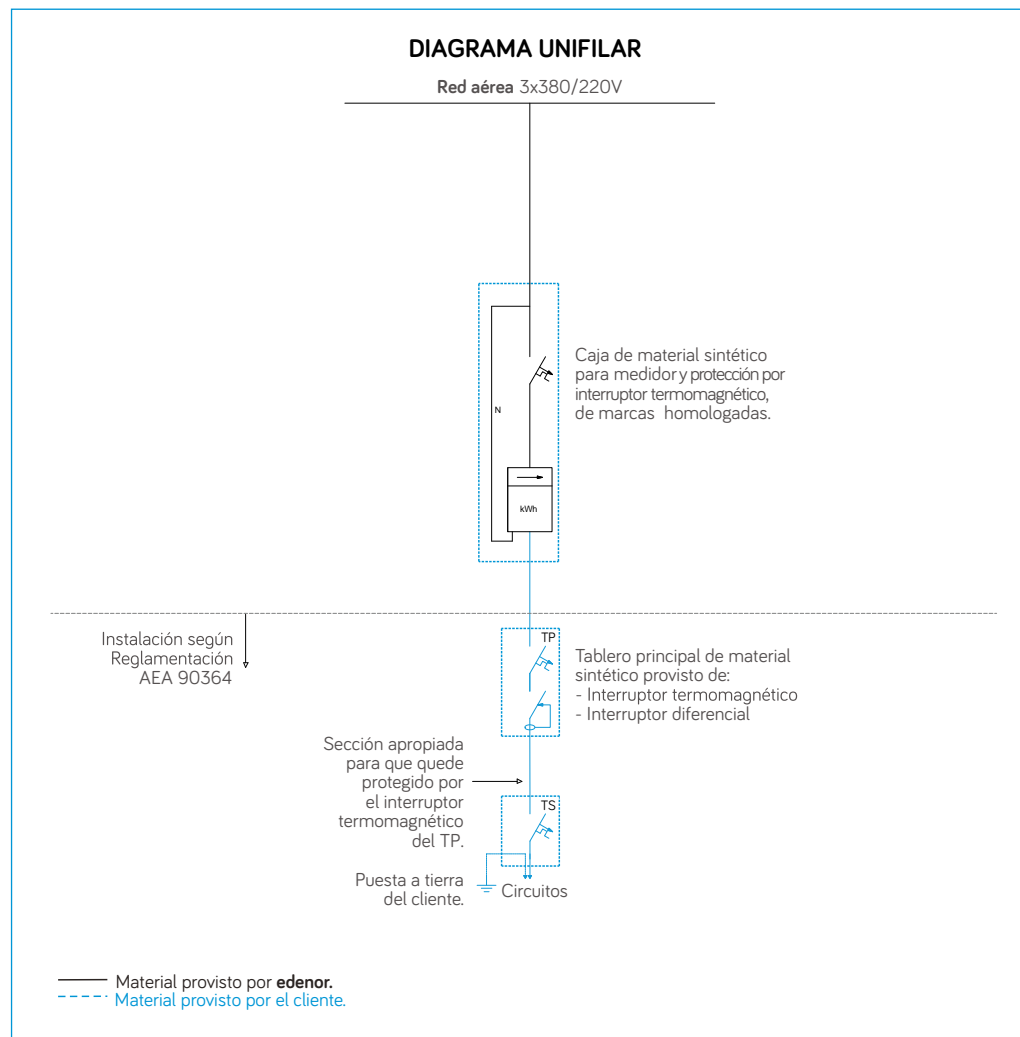 DIAGRAMA UNIFILAR
Red aérea 3x380/220V
Caja de material sintético
para medidor y protección por
interruptor termomagnético,
de marcas homologadas.
N
kWh
Instalación según
Reglamentación
AEA 90364
TP
Tablero principal de material
sintético provisto de:
- Interruptor termomagnético
- Interruptor diferencial
Sección apropiada
para que quede
protegido por
el interruptor
termomagnético
del TP.
TS
Puesta a tierra
del cliente.
Circuitos
Material provisto por edenor.
Material provisto por el cliente.